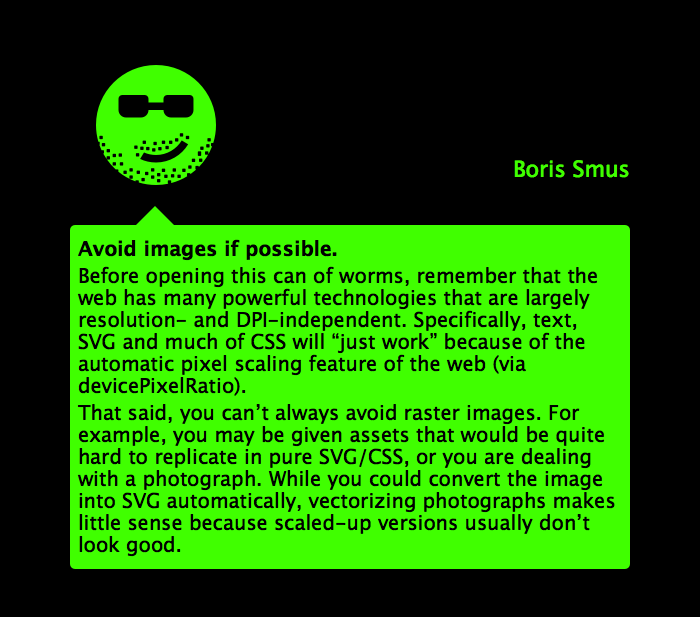 Boris Smus
Avoid images if possible.
Before opening this can of worms, remember that the
web has many powerful technologies that are largely
resolution- and DPI-independent. Specifically, text,
SVG and much of CSS will “just work” because of the
automatic pixel scaling feature of the web (via
devicePixelRatio).
That said, you can’t always avoid raster images. For
example, you may be given assets that would be quite
hard to replicate in pure SVG/CSS, or you are dealing
with a photograph. While you could convert the image
into SVG automatically, vectorizing photographs makes
little sense because scaled-up versions usually don’t
look good.